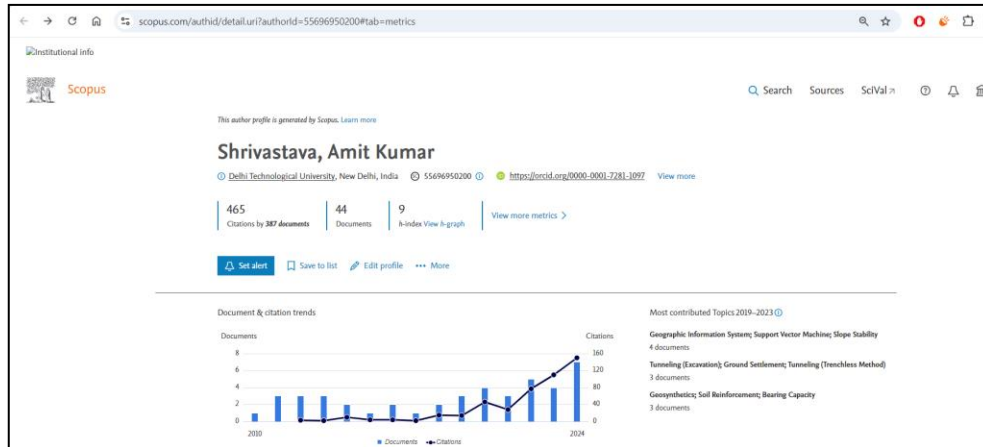 scopus.com/authid/detail.uri?authorId=55696950200#tab=metrics
Institutional info
Scopus
Search Sources SciVal
This author profile is generated by Scopus. Learn more
Shrivastava, Amit Kumar
Delhi Technological University, New Delhi, India 55696950200 https://orcid.org/0000-0001-7281-1097 View more
465 44 9 View more metrics
Citations by 387 documents Documents h-index View h-graph
Set alert Save to list Edit profile ••• More
Document & citation trends
Documents Citations
8 160
6 120
4 80
2 40
0 0
2010 2024
Documents Citations
Most contributed Topics 2019–2023
Geographic Information System; Support Vector Machine; Slope Stability
4 documents
Tunneling (Excavation); Ground Settlement; Tunneling (Trenchless Method)
3 documents
Geosynthetics; Soil Reinforcement; Bearing Capacity
3 documents